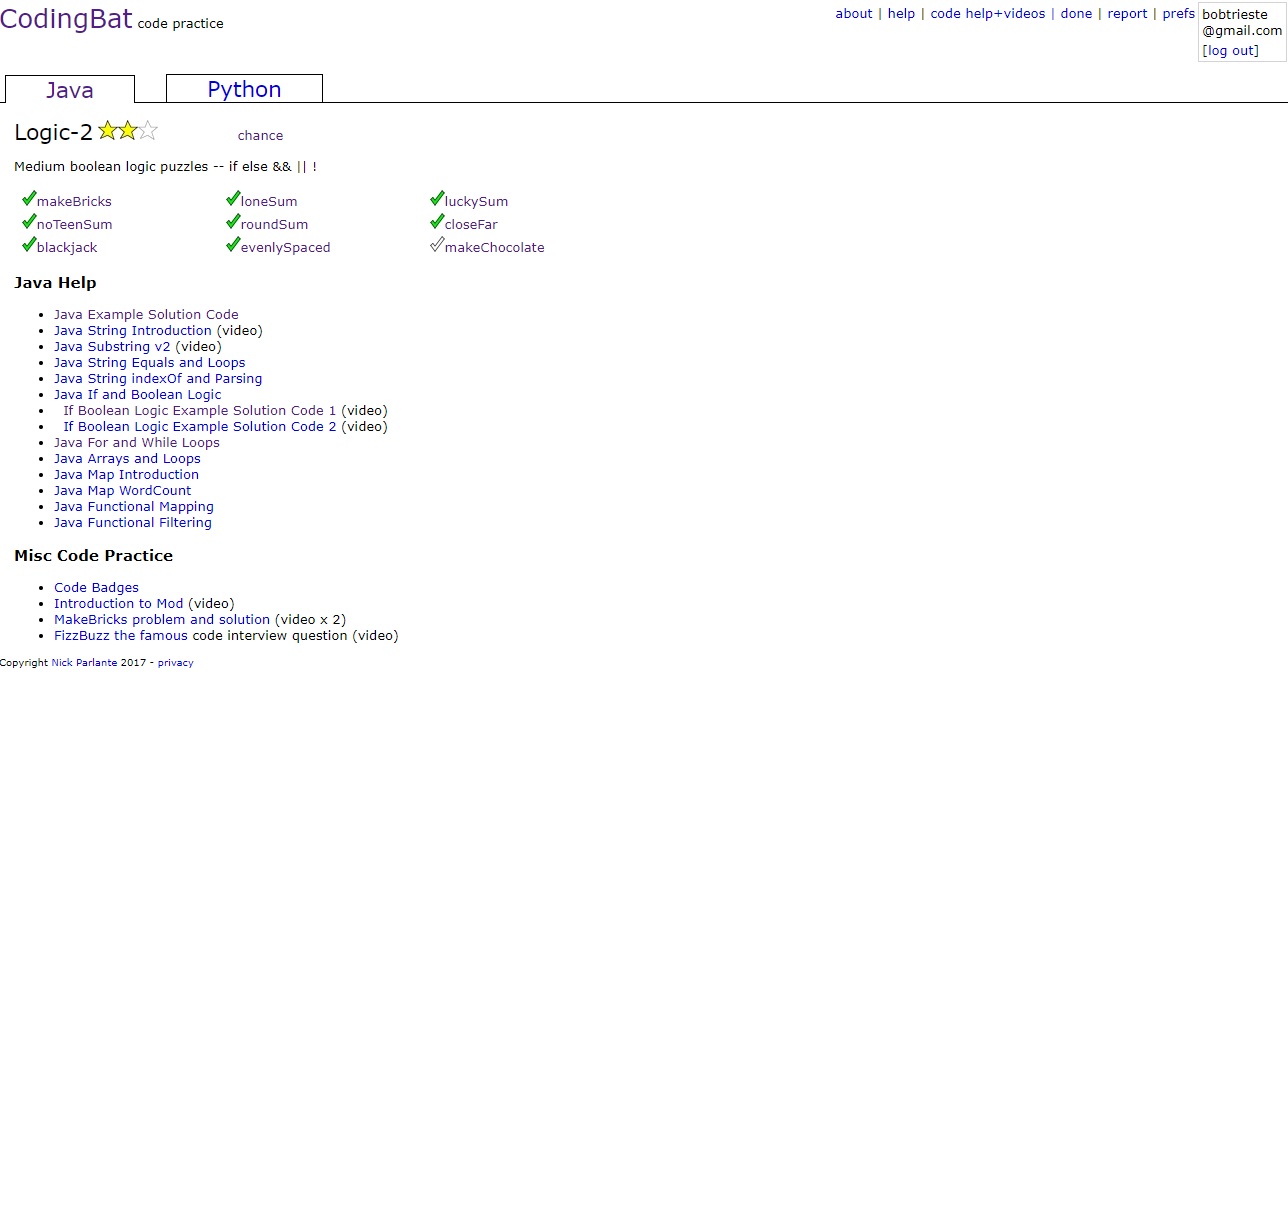 CodingBat code practice
about | help | code help+videos | done | report | prefs
bobtrieste
@gmail.com
[log out]
Java
Python
Logic-2
chance
Medium boolean logic puzzles -- if else && || !
makeBricks loneSum luckySum
noTeenSum roundSum closeFar
blackjack evenlySpaced makeChocolate
Java Help
Java Example Solution Code
Java String Introduction (video)
Java Substring v2 (video)
Java String Equals and Loops
Java String indexOf and Parsing
Java If and Boolean Logic
If Boolean Logic Example Solution Code 1 (video)
If Boolean Logic Example Solution Code 2 (video)
Java For and While Loops
Java Arrays and Loops
Java Map Introduction
Java Map WordCount
Java Functional Mapping
Java Functional Filtering
Misc Code Practice
Code Badges
Introduction to Mod (video)
MakeBricks problem and solution (video x 2)
FizzBuzz the famous code interview question (video)
Copyright Nick Parlante 2017 - privacy